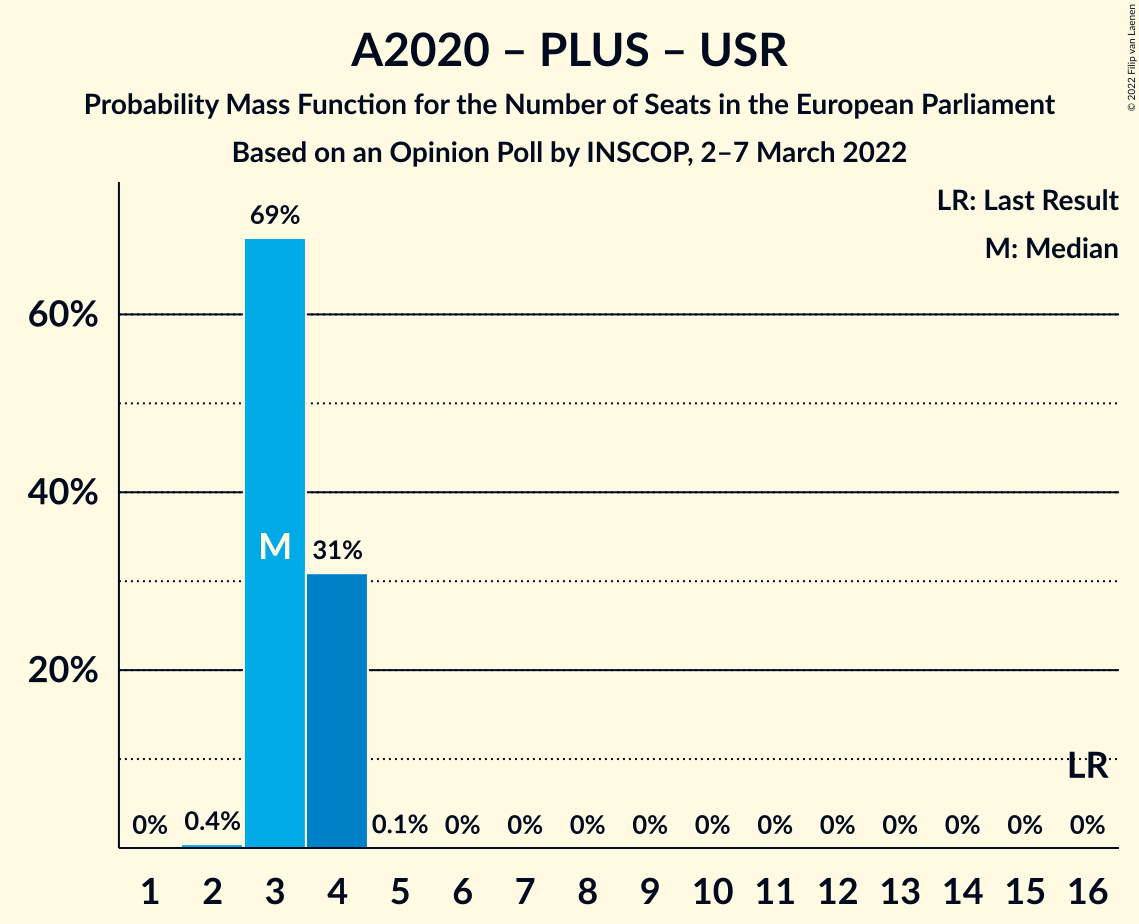 A2020 – PLUS – USR
Probability Mass Function for the Number of Seats in the European Parliament
Based on an Opinion Poll by INSCOP, 2–7 March 2022
© 2022 Filip van Laenen
LR: Last Result
M: Median
69%
60%
40%
M
31%
20%
LR
0% 0.4% 0.1% 0% 0% 0% 0% 0% 0% 0% 0% 0% 0% 0%
1 2 3 4 5 6 7 8 9 10 11 12 13 14 15 16